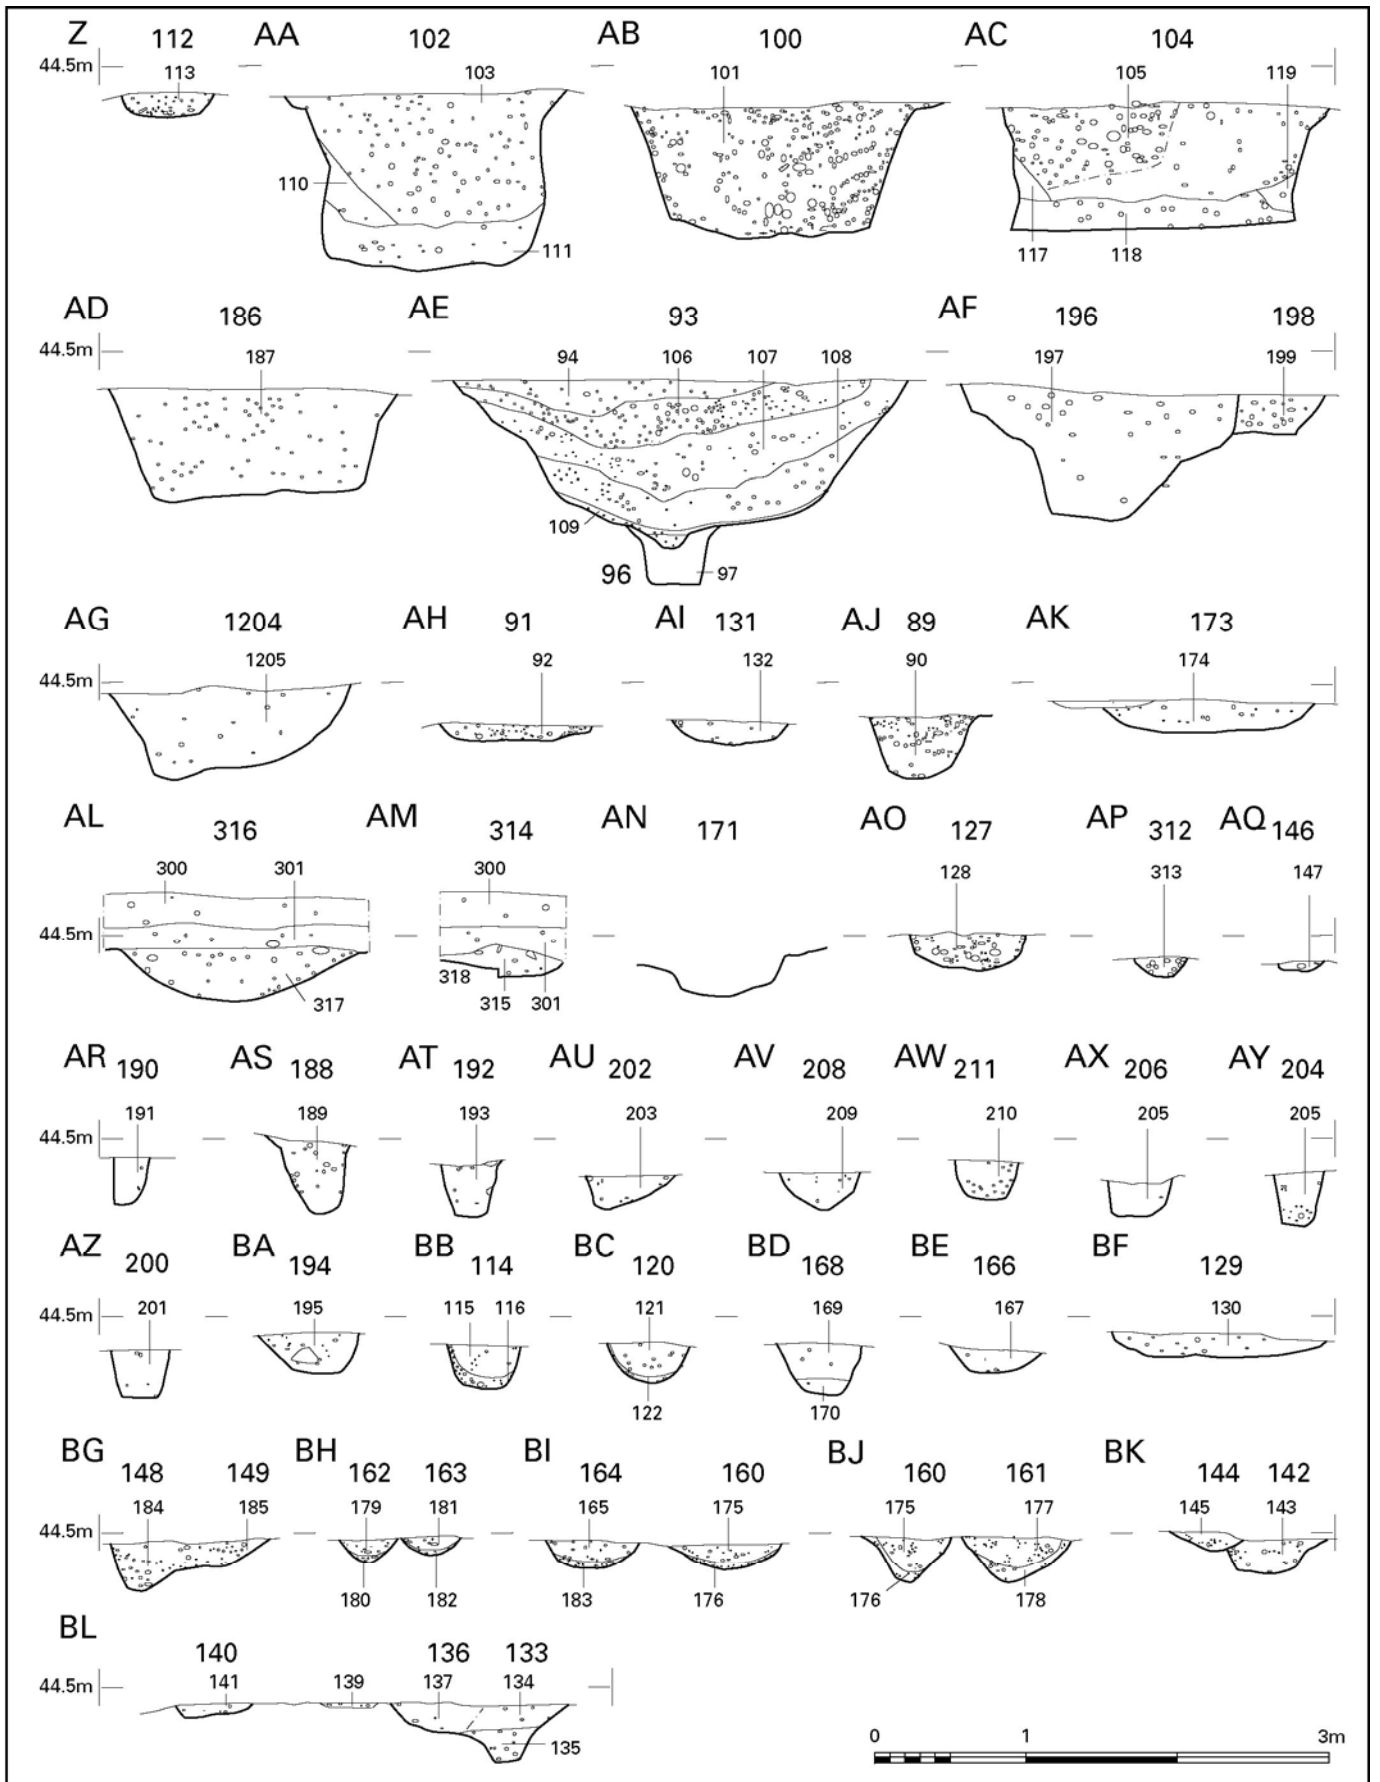 Z 112 AA 102 AB 100 AC 104
44.5m 113 103 101 105 119
110
111 117 118
AD 186 AE 93 AF 196 198
44.5m 187 94 106 107 108 197 199
109
96 97
AG 1204 AH 91 AI 131 AJ 89 AK 173
44.5m 1205 92 132 90 174
AL 316 AM 314 AN 171 AO 127 AP 312 AQ 146
300 301 300 128 313 147
44.5m
317 318 315 301
AR 190 AS 188 AT 192 AU 202 AV 208 AW 211 AX 206 AY 204
191 189 193 203 209 210 205 205
44.5m
AZ 200 BA 194 BB 114 BC 120 BD 168 BE 166 BF 129
44.5m 201 195 115 116 121 169 167 130
122 170
BG 148 149 BH 162 163 BI 164 160 BJ 160 161 BK 144 142
184 185 179 181 165 175 175 177 145 143
44.5m
180 182 183 176 176 178
BL
140 136 133
44.5m 141 139 137 134
135
0 1 3m